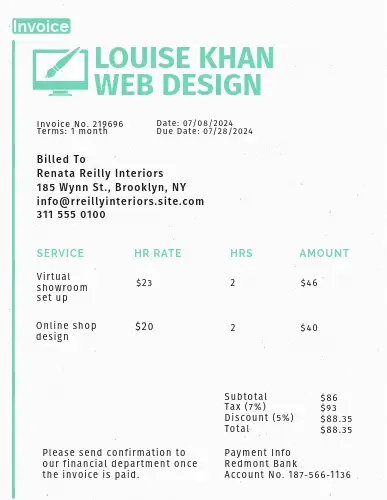 Invoice
LOUISE KHAN
WEB DESIGN
Invoice No. 219696
Terms: 1 month
Date: 07/08/2024
Due Date: 07/28/2024
Billed To
Renata Reilly Interiors
185 Wynn St., Brooklyn, NY
info@rreillyinteriors.site.com
311 555 0100
SERVICE HR RATE HRS AMOUNT
Virtual
showroom
set up
$23 2 $46
Online shop
design
$20 2 $40
Subtotal $86
Tax (7%) $93
Discount (5%) $88.35
Total $88.35
Please send confirmation to
our financial department once
the invoice is paid.
Payment Info
Redmont Bank
Account No. 187-566-1136